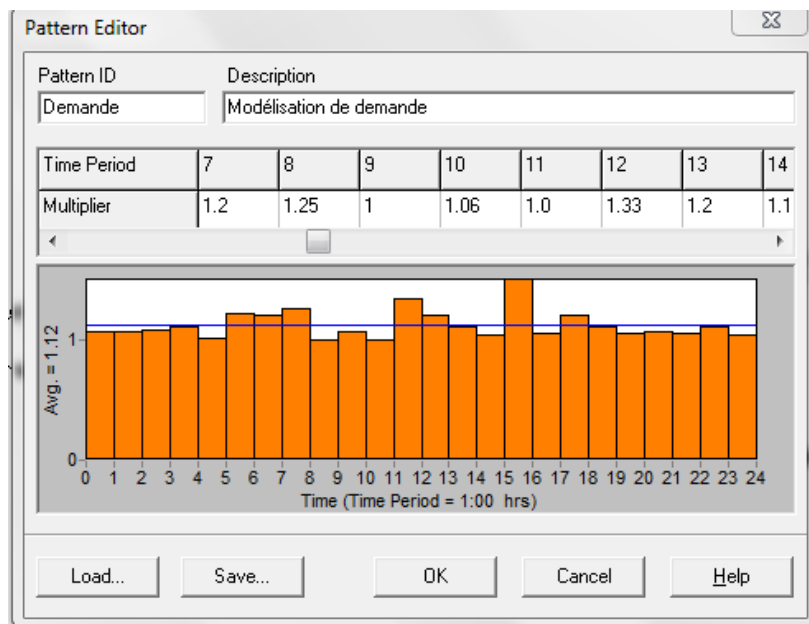 Pattern Editor
Pattern ID Description
Demande Modélisation de demande
Time Period 7 8 9 10 11 12 13 14
Multiplier 1.2 1.25 1 1.06 1.0 1.33 1.2 1.1
Avg. = 1.12
1
0
0 1 2 3 4 5 6 7 8 9 10 11 12 13 14 15 16 17 18 19 20 21 22 23 24
Time (Time Period = 1:00 hrs)
Load... Save... OK Cancel Help